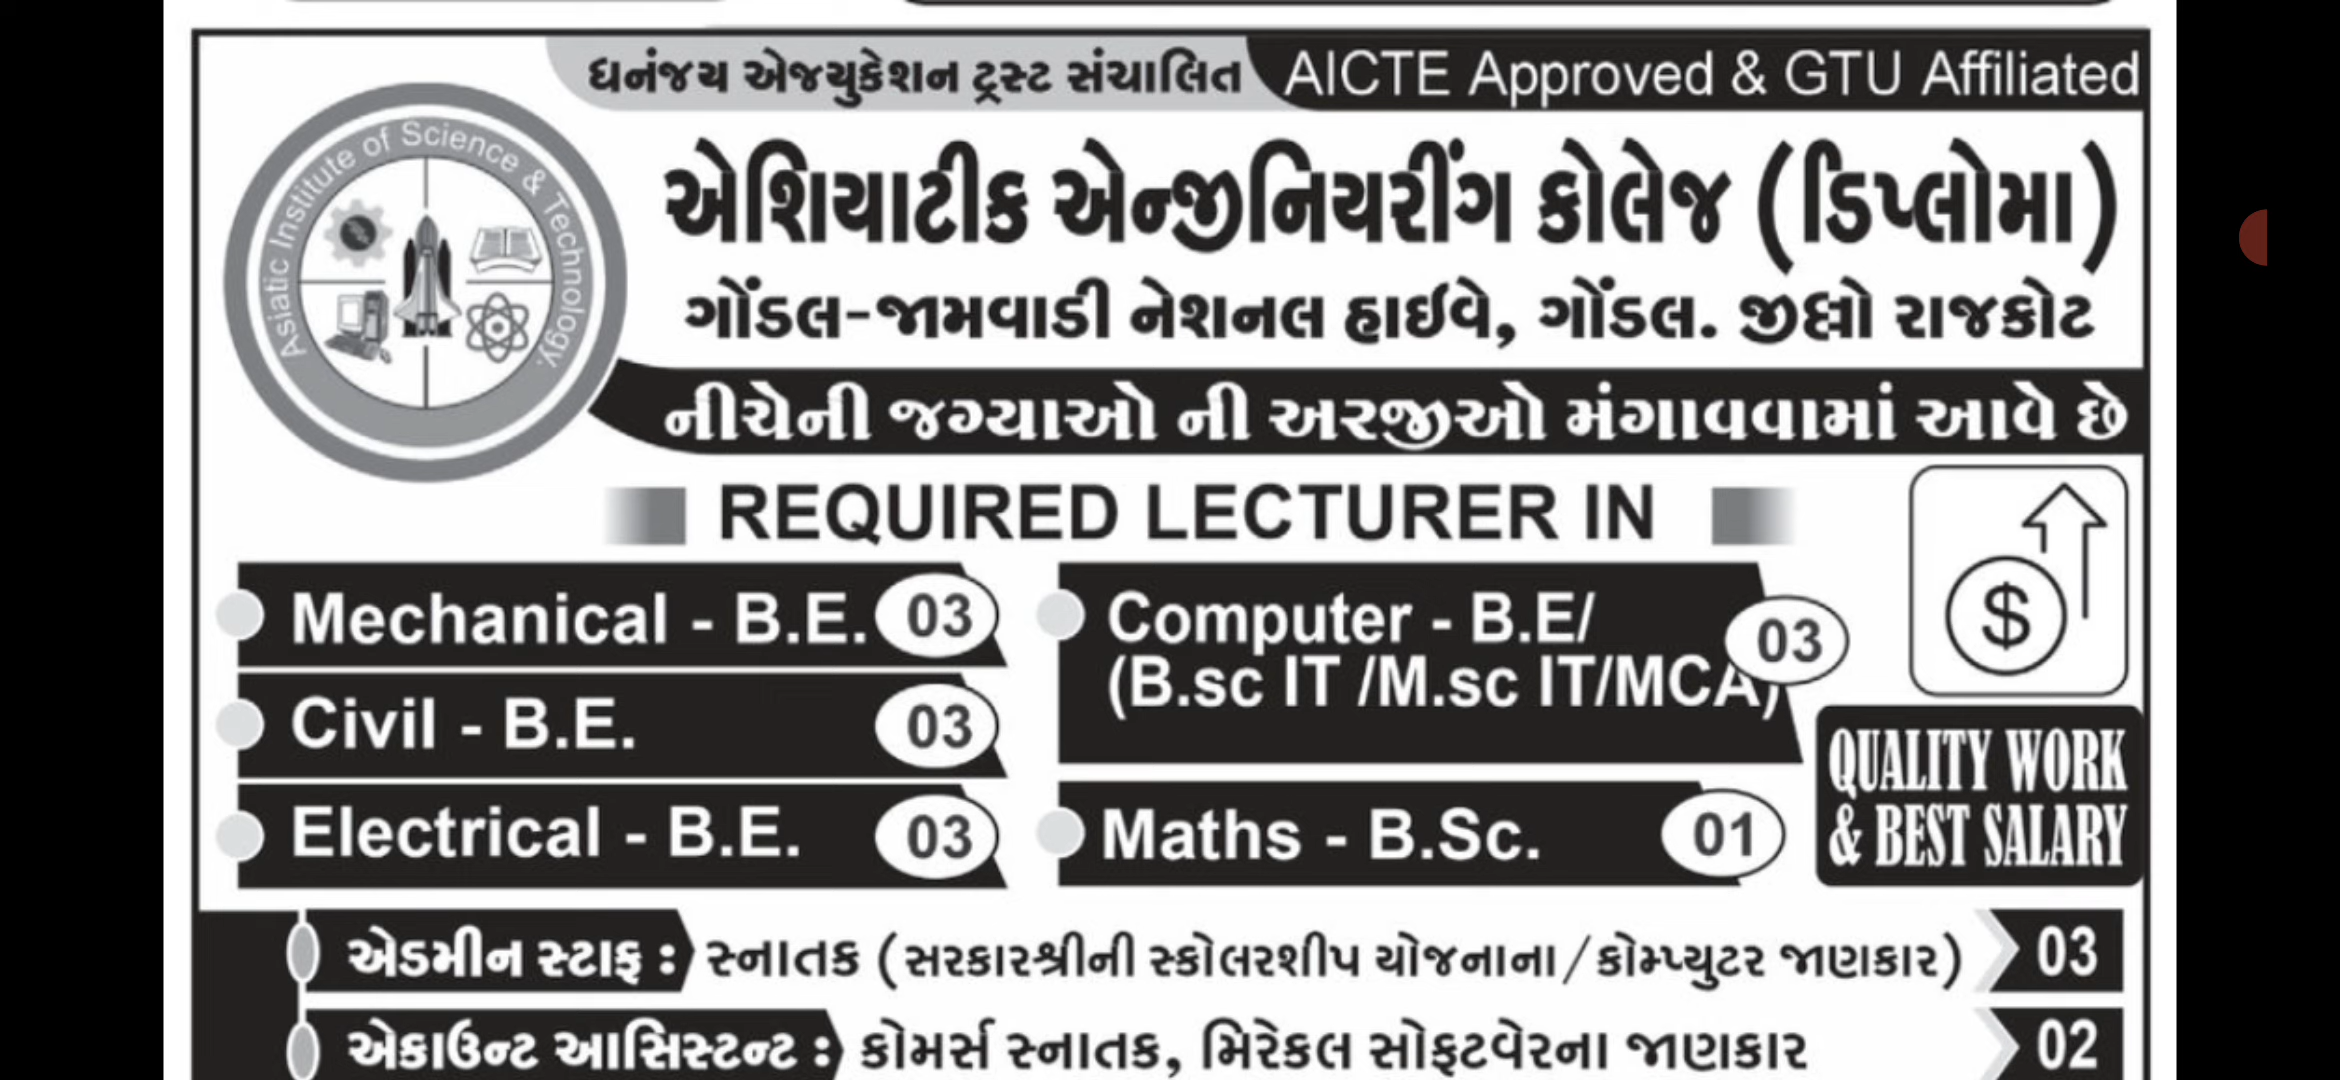 ધનંજય એજયુકેશન ટ્રસ્ટ સંચાલિત
AICTE Approved & GTU Affiliated
Asiatic Institute of Science & Technology.
એશિયાટીક એન્જીનિયરીંગ કોલેજ (ડિપ્લોમા)
ગોંડલ-જામવાડી નેશનલ હાઈવે, ગોંડલ. જીલ્લો રાજકોટ
નીચેની જગ્યાઓ ની અરજીઓ મંગાવવામાં આવે છે
REQUIRED LECTURER IN
Mechanical - B.E. 03
Civil - B.E. 03
Electrical - B.E. 03
Computer - B.E/
(B.sc IT /M.sc IT/MCA) 03
Maths - B.Sc. 01
$
QUALITY WORK
& BEST SALARY
એડમીન સ્ટાફ : સ્નાતક (સરકારશ્રીની સ્કોલરશીપ યોજનાના/કોમ્પ્યુટર જાણકાર) 03
એકાઉન્ટ આસિસ્ટન્ટ : કોમર્સ સ્નાતક, મિરેકલ સોફટવેરના જાણકાર 02